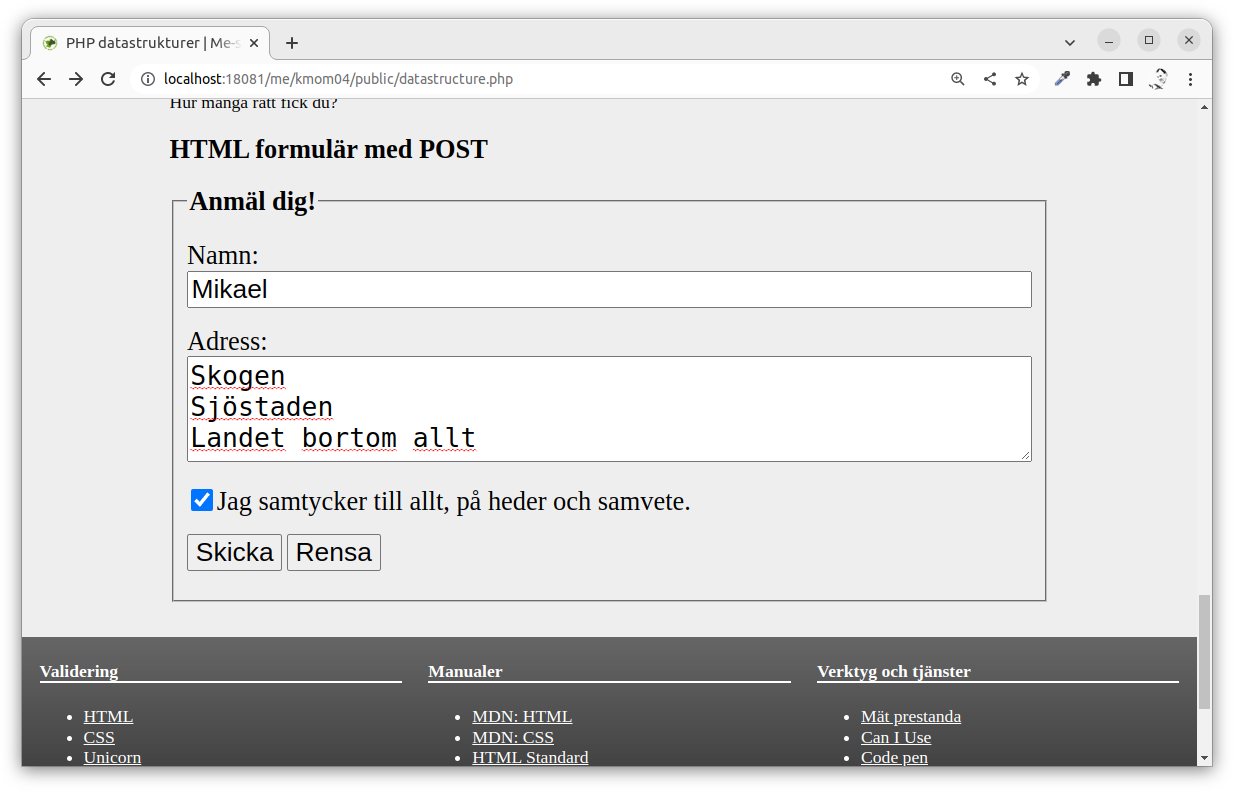 PHP datastrukturer | Me-s
localhost:18081/me/kmom04/public/datastructure.php
Hur många rätt fick du?
HTML formulär med POST
Anmäl dig!
Namn:
Mikael
Adress:
Skogen
Sjöstaden
Landet bortom allt
Jag samtycker till allt, på heder och samvete.
Skicka Rensa
Validering
HTML
CSS
Unicorn
Manualer
MDN: HTML
MDN: CSS
HTML Standard
Verktyg och tjänster
Mät prestanda
Can I Use
Code pen